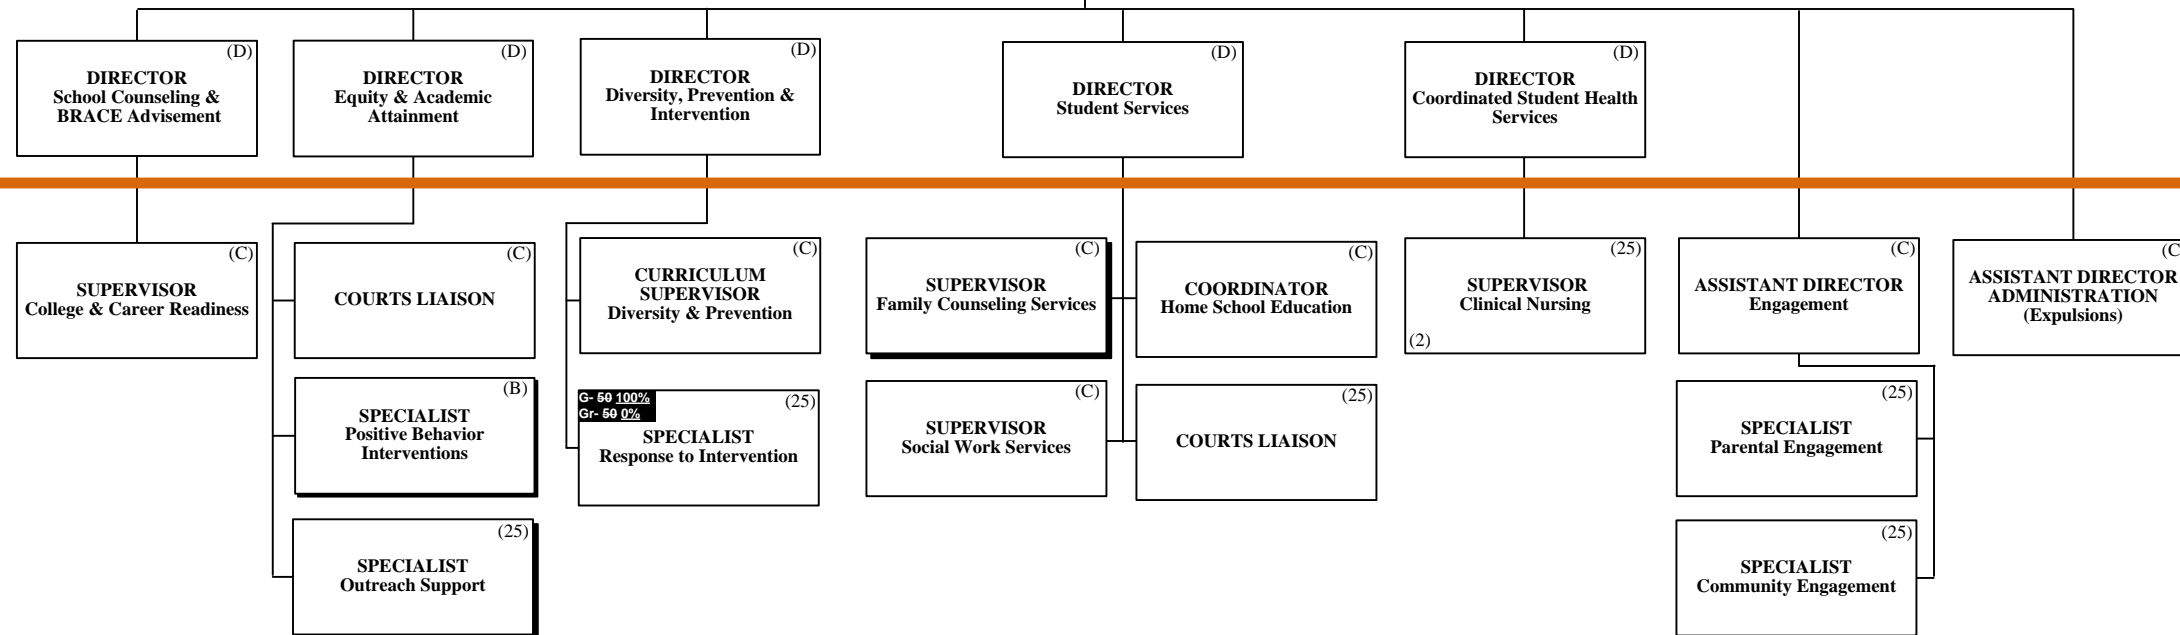 (D)
DIRECTOR
School Counseling &
BRACE Advisement
(D)
DIRECTOR
Equity & Academic
Attainment
(D)
DIRECTOR
Diversity, Prevention &
Intervention
(D)
DIRECTOR
Student Services
(D)
DIRECTOR
Coordinated Student Health
Services
(C)
SUPERVISOR
College & Career Readiness
(C)
COURTS LIAISON
(C)
CURRICULUM
SUPERVISOR
Diversity & Prevention
(C)
SUPERVISOR
Family Counseling Services
(C)
COORDINATOR
Home School Education
(25)
SUPERVISOR
Clinical Nursing
(2)
(C)
ASSISTANT DIRECTOR
Engagement
(C
ASSISTANT DIRECTOR
ADMINISTRATION
(Expulsions)
(B)
SPECIALIST
Positive Behavior
Interventions
G- 50 100%
Gr- 50 0%
(25)
SPECIALIST
Response to Intervention
(C)
SUPERVISOR
Social Work Services
(25)
COURTS LIAISON
(25)
SPECIALIST
Parental Engagement
(25)
SPECIALIST
Outreach Support
(25)
SPECIALIST
Community Engagement